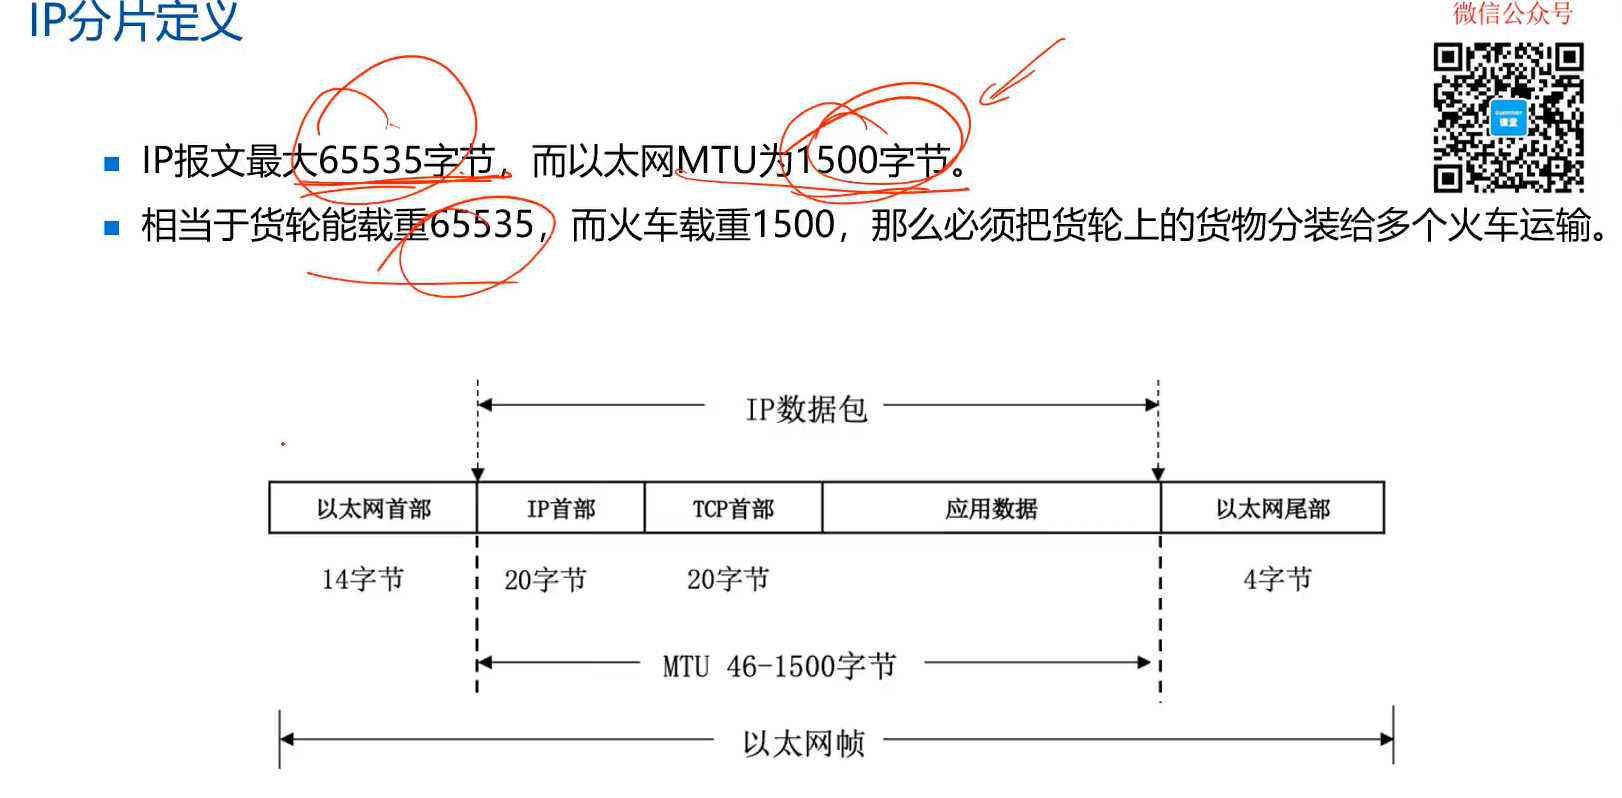 IP分片定义
微信公众号
summer
课堂
IP报文最大65535字节，而以太网MTU为1500字节。
相当于货轮能载重65535，而火车载重1500，那么必须把货轮上的货物分装给多个火车运输。
IP数据包
以太网首部 IP首部 TCP首部 应用数据 以太网尾部
14字节 20字节 20字节 4字节
MTU 46-1500字节
以太网帧